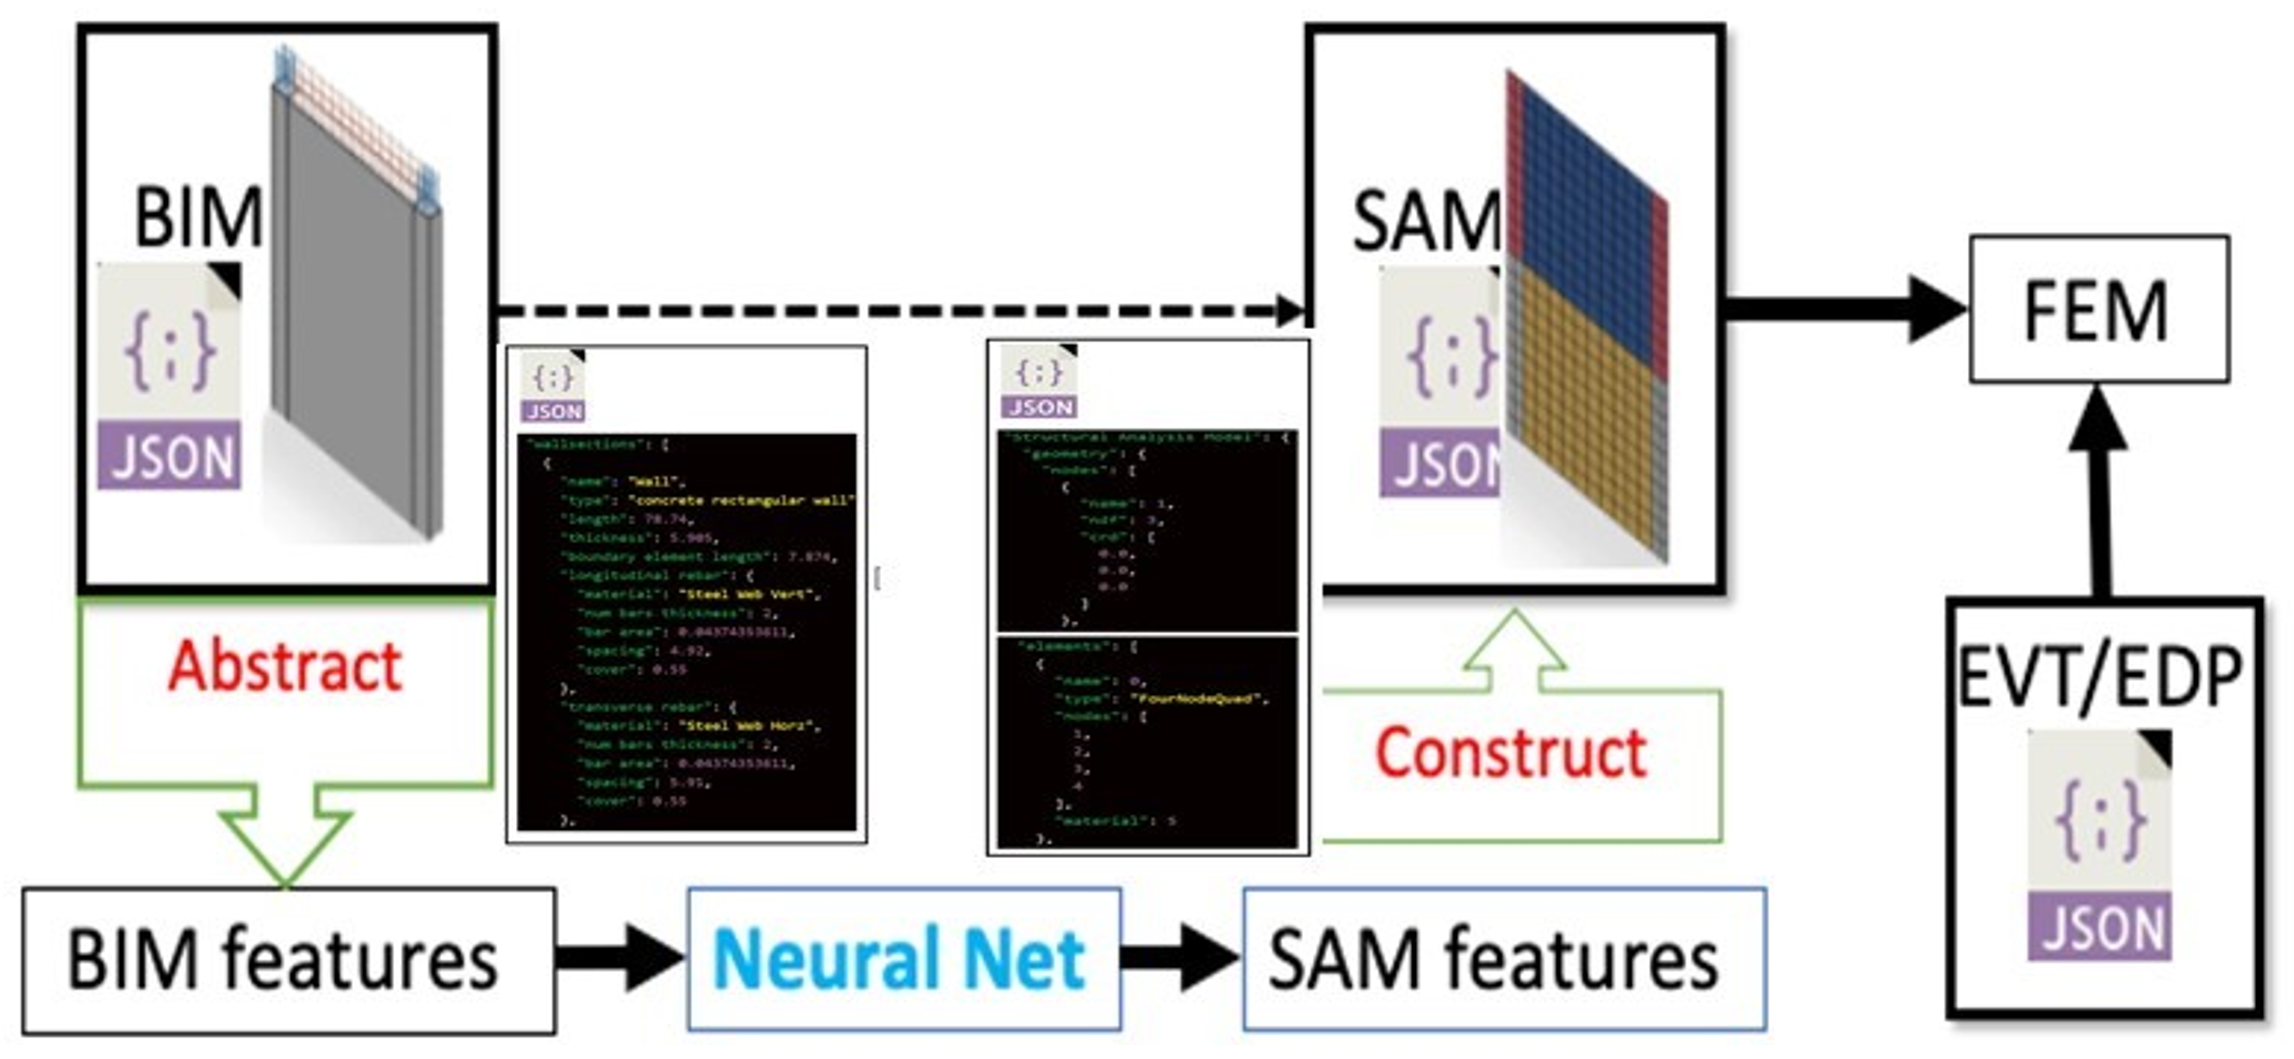 BIM
{;}
JSON
SAM
{;}
JSON
FEM
{;}
JSON
"wallsections": [
{
"name": "Wall",
"type": "concrete rectangular wall"
"length": 78.74,
"thickness": 5.905,
"boundary element length": 7.874,
"longitudinal rebar": {
"material": "Steel Web Vert",
"num bars thickness": 2,
"bar area": 0.04374353611,
"spacing": 4.92,
"cover": 0.55
},
"transverse rebar": {
"material": "Steel Web Horz",
"num bars thickness": 2,
"bar area": 0.04374353611,
"spacing": 5.91,
"cover": 0.55
},
[
{;}
JSON
"Structural Analysis Model": {
"geometry": {
"nodes": [
{
"name": 1,
"ndf": 3,
"crd": [
0.0,
0.0,
0.0
]
},
"elements": [
{
"name": 0,
"type": "FourNodeQuad",
"nodes": [
1,
2,
3,
4
],
"material": 5
},
Abstract
Construct
EVT/EDP
{;}
JSON
BIM features
Neural Net
SAM features